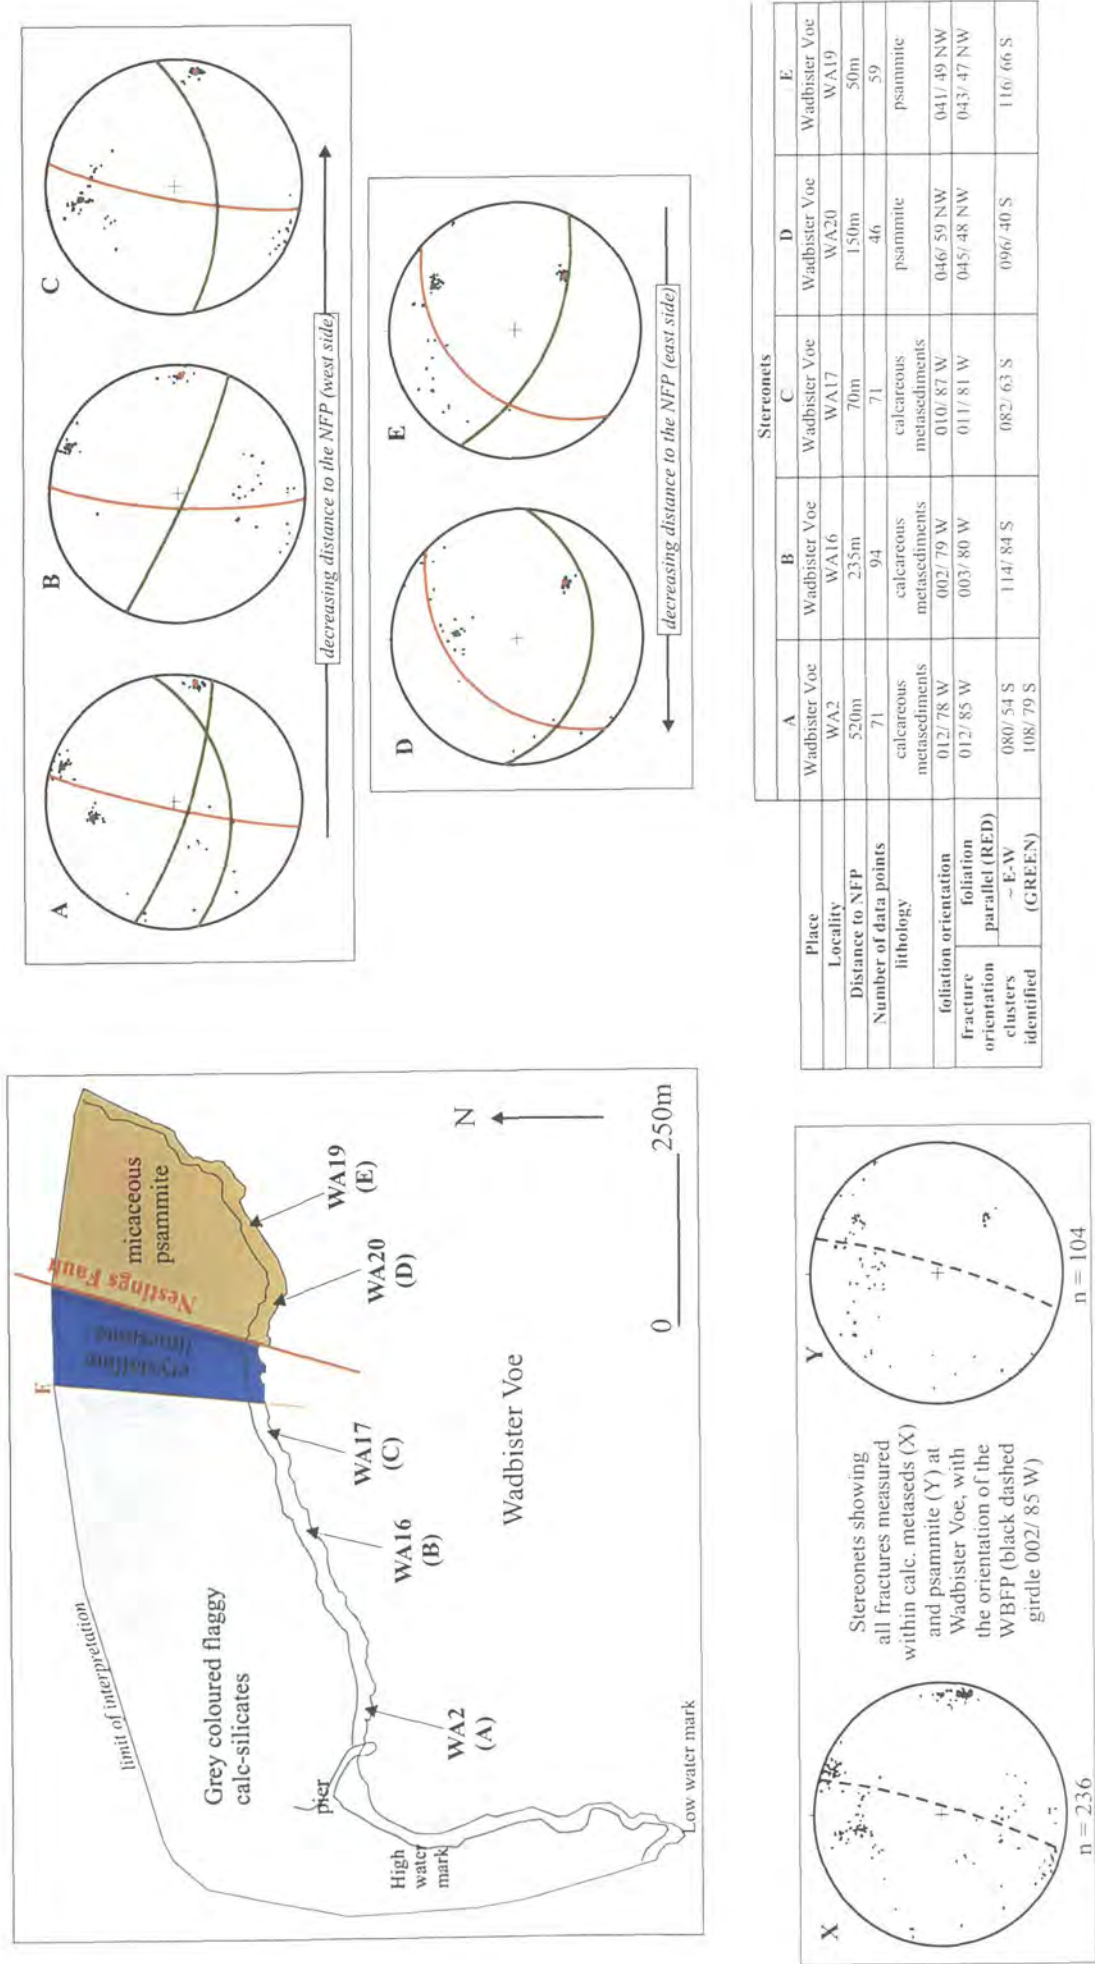 limit of interpretation
Grey coloured flaggy
calc-silicates
pier
High
water
mark
Low water mark
WA2
(A)
WA16
(B)
WA17
(C)
WA20
(D)
WA19
(E)
F
crystalline
limestone
Nestings Fault
micaceous
psammite
Wadbister Voe
N
0 250m
A
B
C
decreasing distance to the NFP (west side)
D
E
decreasing distance to the NFP (east side)
X
n = 236
Stereonets showing
all fractures measured
within calc. metaseds (X)
and psammite (Y) at
Wadbister Voe, with
the orientation of the
WBFP (black dashed
girdle 002/ 85 W)
Y
n = 104
Stereonets
A B C D E
Place Wadbister Voe Wadbister Voe Wadbister Voe Wadbister Voe Wadbister Voe
Locality WA2 WA16 WA17 WA20 WA19
Distance to NFP 520m 235m 70m 150m 50m
Number of data points 71 94 71 46 59
lithology calcareous metasediments calcareous metasediments calcareous metasediments psammite psammite
foliation orientation 012/ 78 W 002/ 79 W 010/ 87 W 046/ 59 NW 041/ 49 NW
fracture orientation clusters identified
foliation parallel (RED) 012/ 85 W 003/ 80 W 011/ 81 W 045/ 48 NW 043/ 47 NW
~ E-W (GREEN) 080/ 54 S 108/ 79 S 114/ 84 S 082/ 63 S 096/ 40 S 116/ 66 S